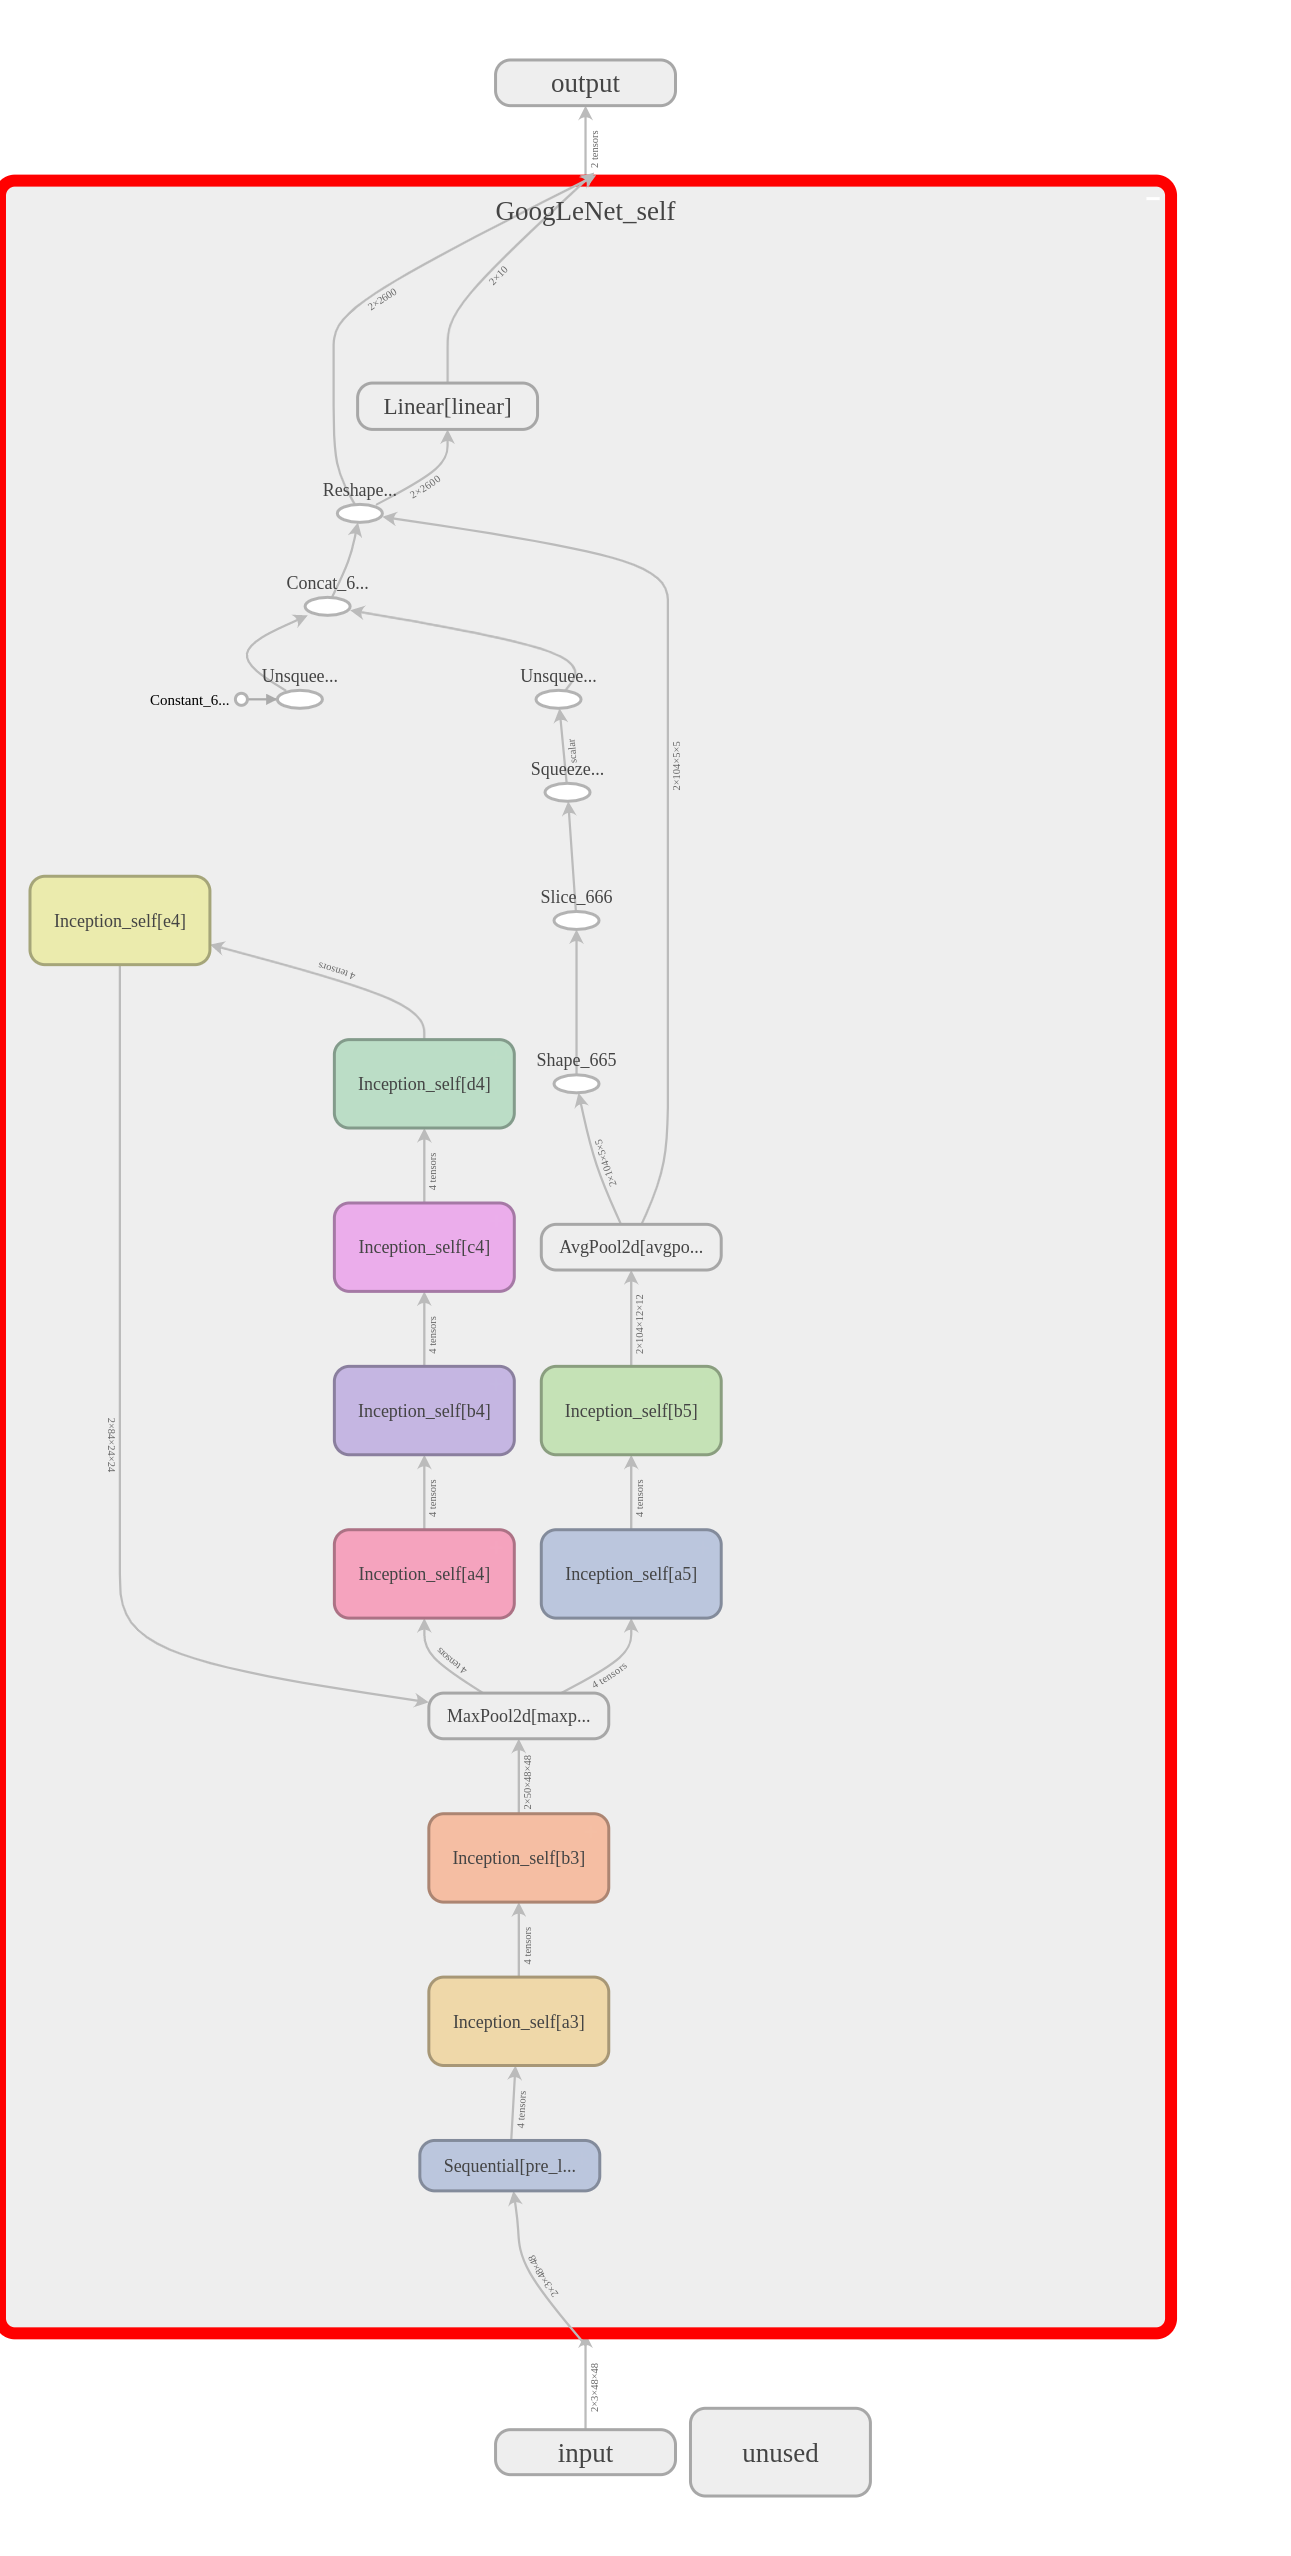 output
2 tensors
GoogLeNet_self
2×10
2×2600
Linear[linear]
Reshape...
2×2600
Concat_6...
Unsquee...
Unsquee...
Constant_6...
scalar
Squeeze...
2×104×5×5
Slice_666
Inception_self[e4]
4 tensors
Shape_665
Inception_self[d4]
2×104×5×5
4 tensors
Inception_self[c4]
AvgPool2d[avgpo...
4 tensors
2×104×12×12
Inception_self[b4]
Inception_self[b5]
2×84×24×24
4 tensors
4 tensors
Inception_self[a4]
Inception_self[a5]
4 tensors
4 tensors
MaxPool2d[maxp...
2×50×48×48
Inception_self[b3]
4 tensors
Inception_self[a3]
4 tensors
Sequential[pre_l...
2×3×48×48
2×3×48×48
input
unused